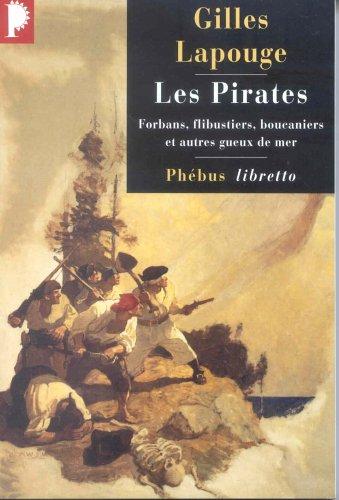 Gilles
Lapouge
Les Pirates
Forbans, flibustiers, boucaniers
et autres gueux de mer
Phébus libretto